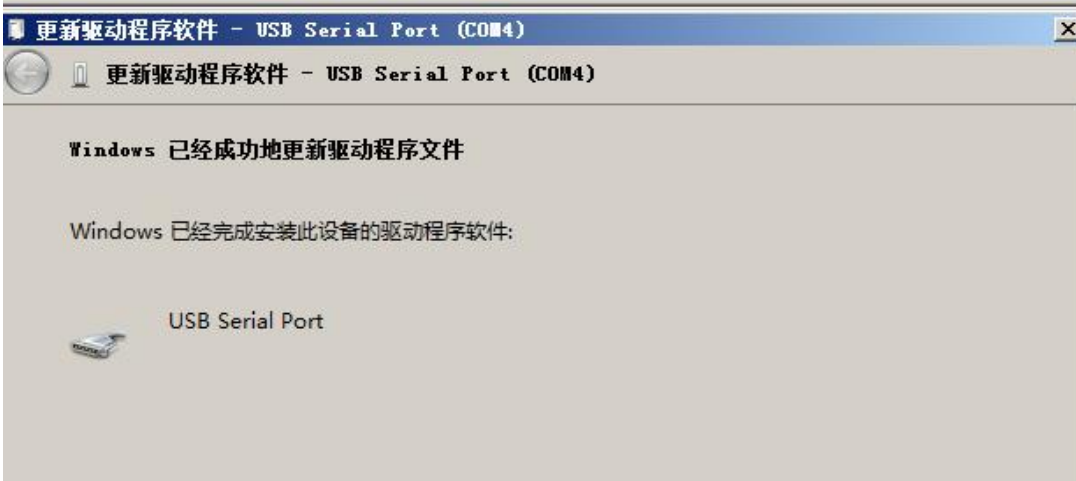 更新驱动程序软件 - USB Serial Port (COM4)
更新驱动程序软件 - USB Serial Port (COM4)
Windows 已经成功地更新驱动程序文件
Windows 已经完成安装此设备的驱动程序软件:
USB Serial Port